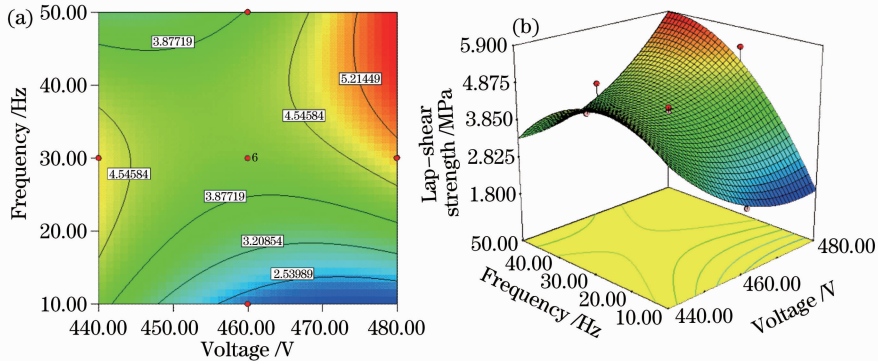 (a)
50.00
40.00
30.00
20.00
10.00
Frequency /Hz
3.87719
5.21449
4.54584
4.54584
6
3.87719
3.20854
2.53989
440.00 450.00 460.00 470.00 480.00
Voltage /V
(b)
5.900
4.875
3.850
2.825
1.800
Lap-shear
strength /MPa
50.00
40.00
30.00
20.00
10.00
Frequency /Hz
480.00
460.00
440.00
Voltage /V